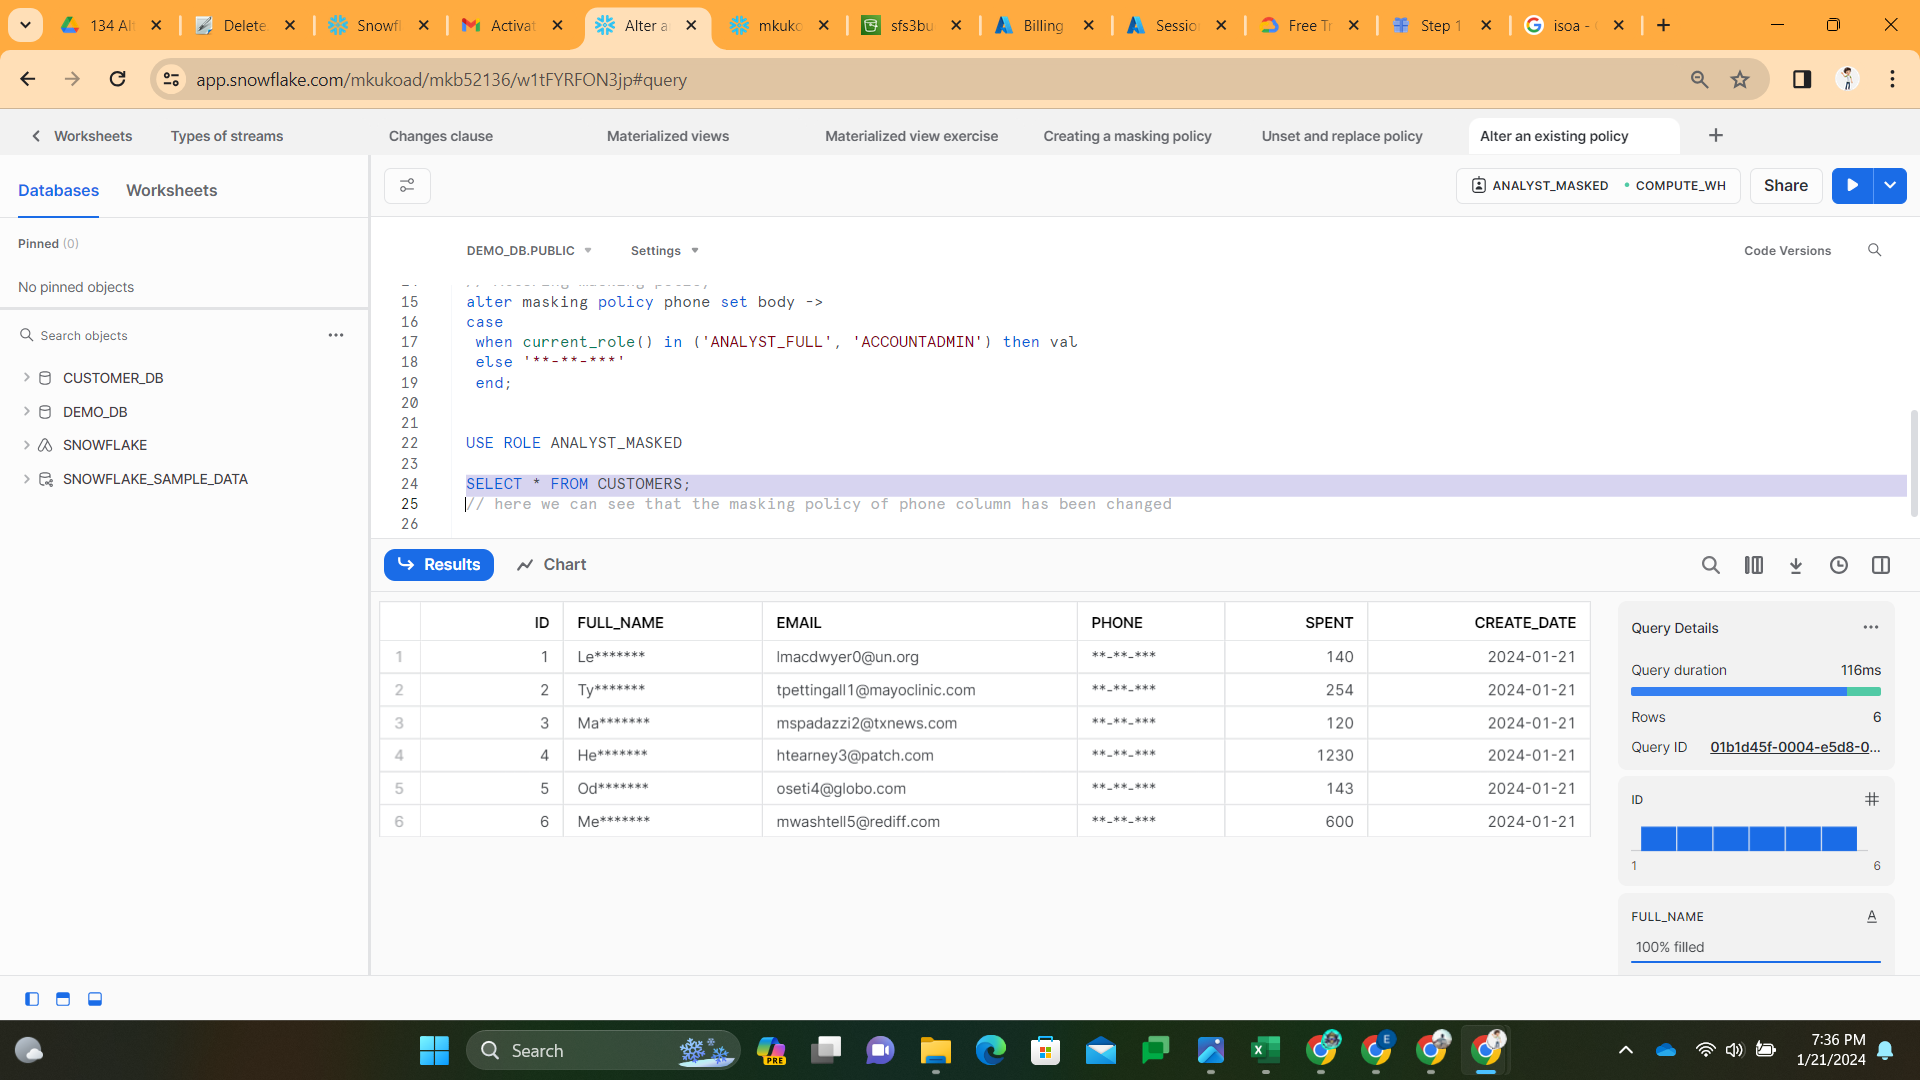 134 Alt
Delete
Snowfl
Activat
Alter a
mkuko
sfs3bu
Billing
Sessio
Free Tr
Step 1
isoa -
app.snowflake.com/mkukoad/mkb52136/w1tFYRFON3jp#query
Worksheets
Types of streams
Changes clause
Materialized views
Materialized view exercise
Creating a masking policy
Unset and replace policy
Alter an existing policy
Databases
Worksheets
ANALYST_MASKED
COMPUTE_WH
Share
Pinned (0)
No pinned objects
Search objects
CUSTOMER_DB
DEMO_DB
SNOWFLAKE
SNOWFLAKE_SAMPLE_DATA
DEMO_DB.PUBLIC
Settings
Code Versions
15 alter masking policy phone set body ->
16 case
17 when current_role() in ('ANALYST_FULL', 'ACCOUNTADMIN') then val
18 else '**-**-***'
19 end;
20
21
22 USE ROLE ANALYST_MASKED
23
24 SELECT * FROM CUSTOMERS;
25 // here we can see that the masking policy of phone column has been changed
26
Results
Chart
ID FULL_NAME EMAIL PHONE SPENT CREATE_DATE
1 1 Le******* lmacdwyer0@un.org **-**-*** 140 2024-01-21
2 2 Ty******* tpettingall1@mayoclinic.com **-**-*** 254 2024-01-21
3 3 Ma******* mspadazzi2@txnews.com **-**-*** 120 2024-01-21
4 4 He******* htearney3@patch.com **-**-*** 1230 2024-01-21
5 5 Od******* oseti4@globo.com **-**-*** 143 2024-01-21
6 6 Me******* mwashtell5@rediff.com **-**-*** 600 2024-01-21
Query Details
Query duration 116ms
Rows 6
Query ID 01b1d45f-0004-e5d8-0...
ID
1 6
FULL_NAME
100% filled
Search
PRE
E
7:36 PM
1/21/2024